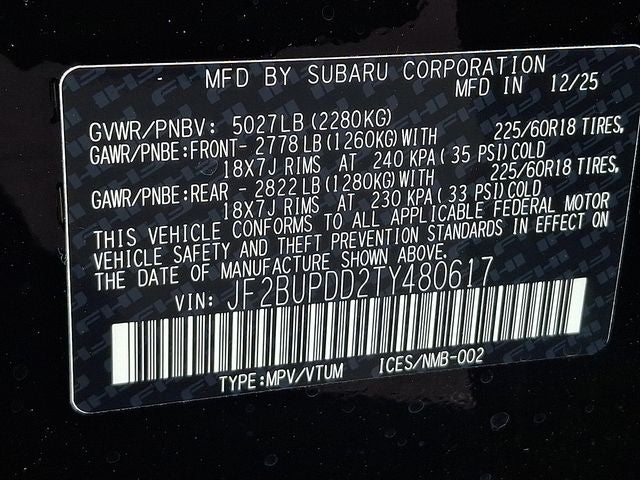 MFD BY SUBARU CORPORATION
MFD IN 12/25
GVWR/PNBV: 5027LB(2280KG)
GAWR/PNBE:FRONT- 2778 LB(1260KG)WITH 225/60R18 TIRES,
18X7J RIMS AT 240 KPA( 35 PSI)COLD
GAWR/PNBE:REAR - 2822 LB(1280KG)WITH 225/60R18 TIRES,
18X7J RIMS AT 230 KPA( 33 PSI)COLD
THIS VEHICLE CONFORMS TO ALL APPLICABLE FEDERAL MOTOR
VEHICLE SAFETY AND THEFT PREVENTION STANDARDS IN EFFECT ON
THE DATE OF MANUFACTURE SHOWN ABOVE.
VIN: JF2BUPDD2TY480617
TYPE:MPV/VTUM ICES/NMB-002